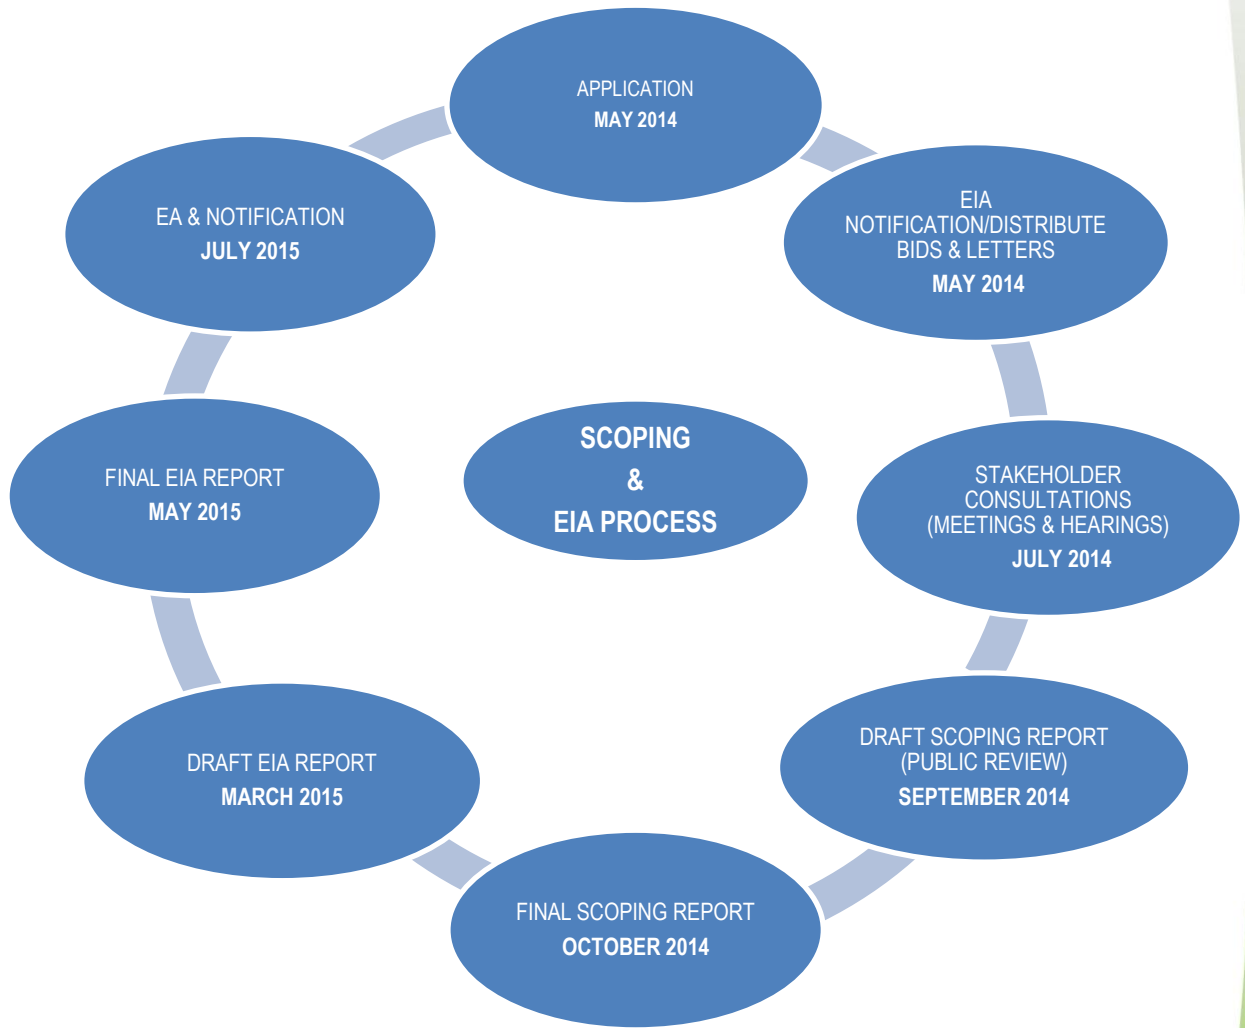 APPLICATION
MAY 2014
EIA
NOTIFICATION/DISTRIBUTE
BIDS & LETTERS
MAY 2014
STAKEHOLDER
CONSULTATIONS
(MEETINGS & HEARINGS)
JULY 2014
DRAFT SCOPING REPORT
(PUBLIC REVIEW)
SEPTEMBER 2014
FINAL SCOPING REPORT
OCTOBER 2014
DRAFT EIA REPORT
MARCH 2015
FINAL EIA REPORT
MAY 2015
EA & NOTIFICATION
JULY 2015
SCOPING
&
EIA PROCESS